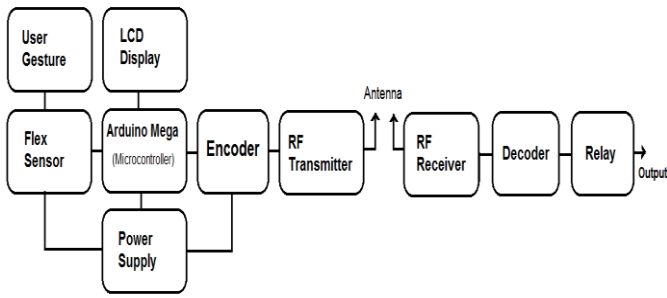 User
Gesture
LCD
Display
Antenna
Flex
Sensor
Arduino Mega
(Microcontroller)
Encoder
RF
Transmitter
RF
Receiver
Decoder
Relay
Output
Power
Supply